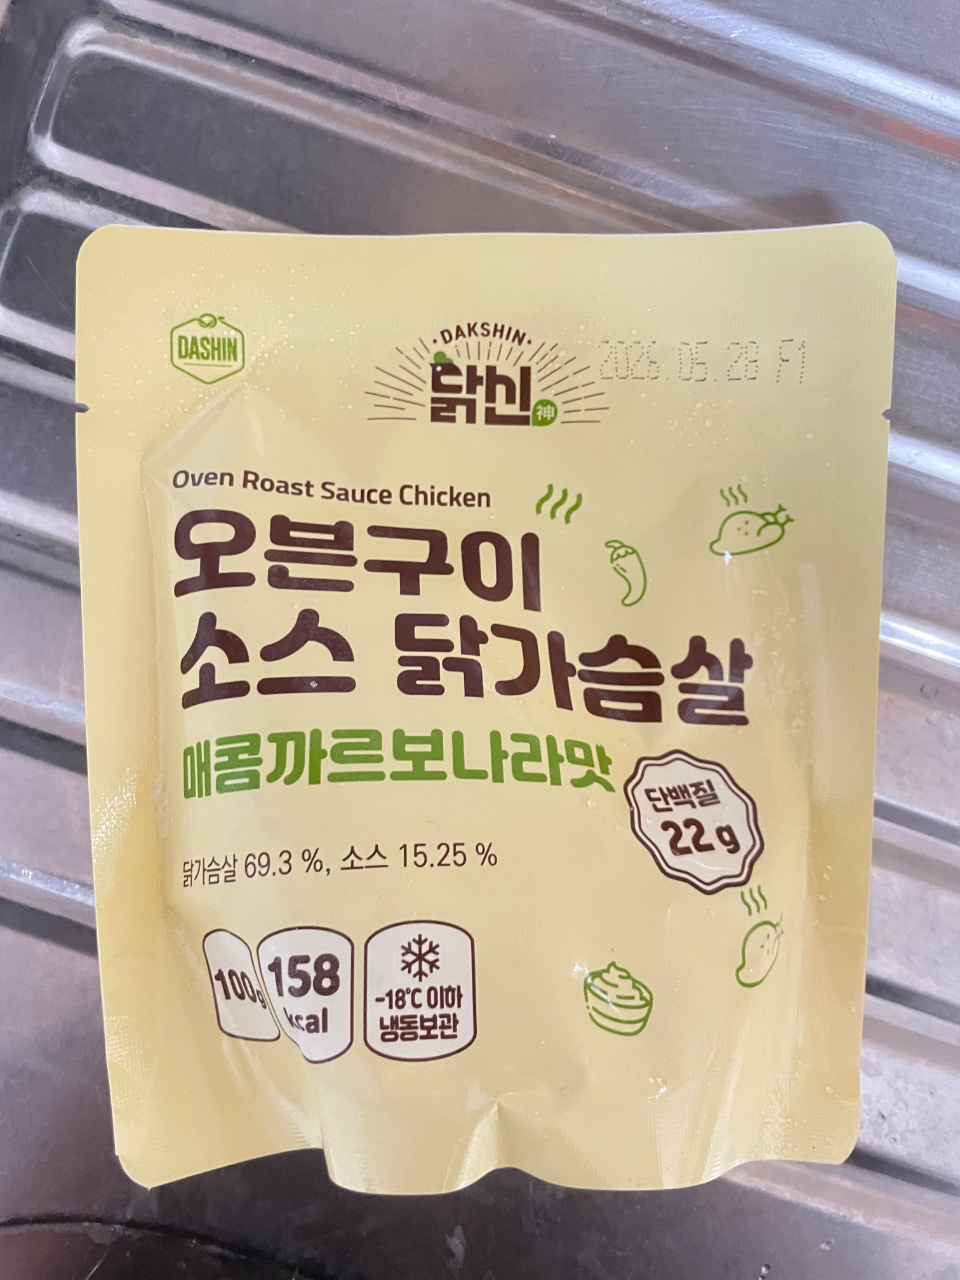 DASHIN
·DAKSHIN·
닭신
神
2026.05.28 F1
Oven Roast Sauce Chicken
오븐구이
소스 닭가슴살
매콤까르보나라맛
단백질
22g
닭가슴살 69.3 %, 소스 15.25 %
100g
158
kcal
-18℃ 이하
냉동보관